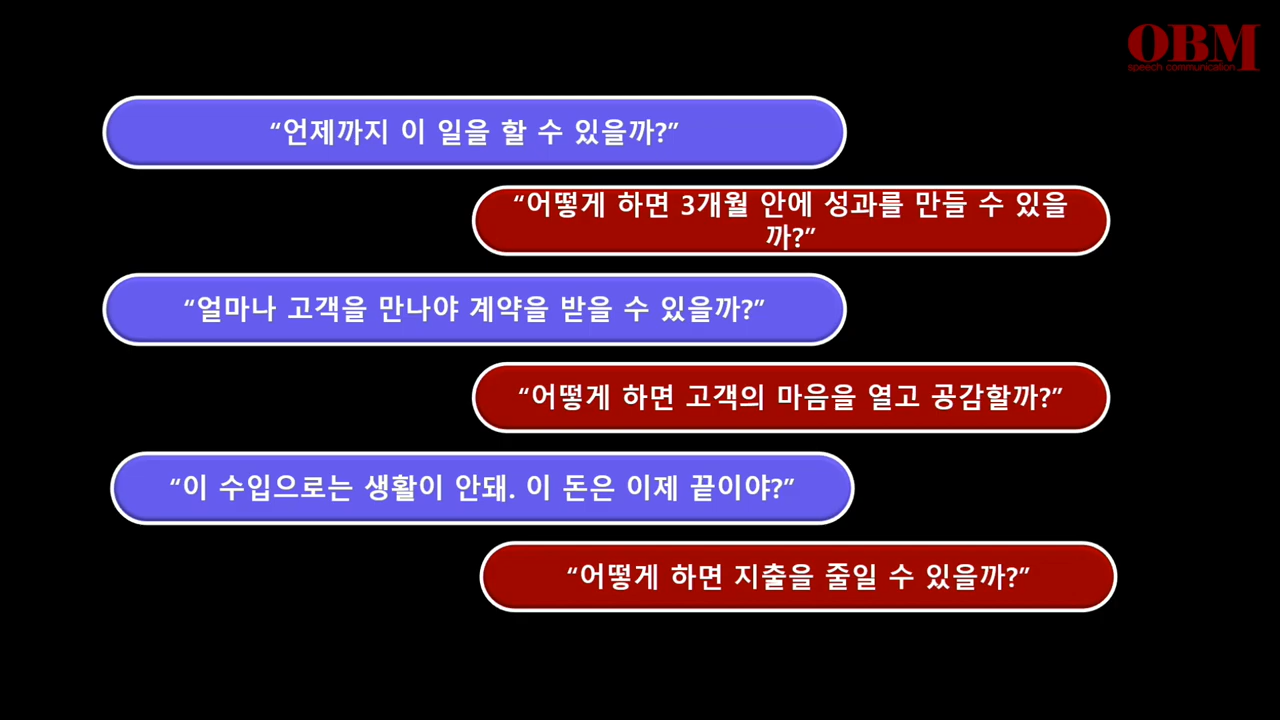 OBM
speech communication
“언제까지 이 일을 할 수 있을까?”
“어떻게 하면 3개월 안에 성과를 만들 수 있을
까?”
“얼마나 고객을 만나야 계약을 받을 수 있을까?”
“어떻게 하면 고객의 마음을 열고 공감할까?”
“이 수입으로는 생활이 안돼. 이 돈은 이제 끝이야?”
“어떻게 하면 지출을 줄일 수 있을까?”